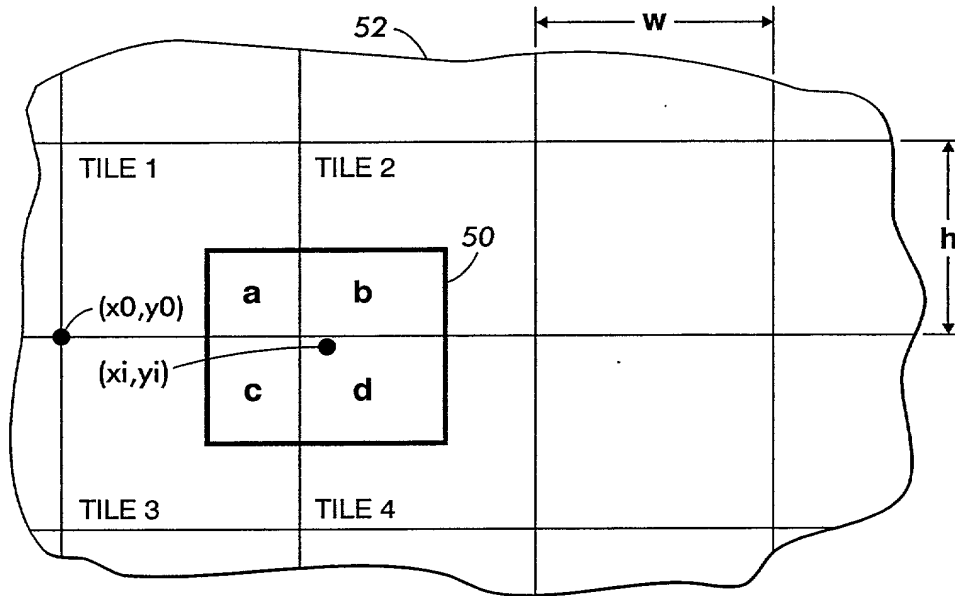 52
w
TILE 1
TILE 2
h
50
a
b
(x0,y0)
(xi,yi)
c
d
TILE 3
TILE 4